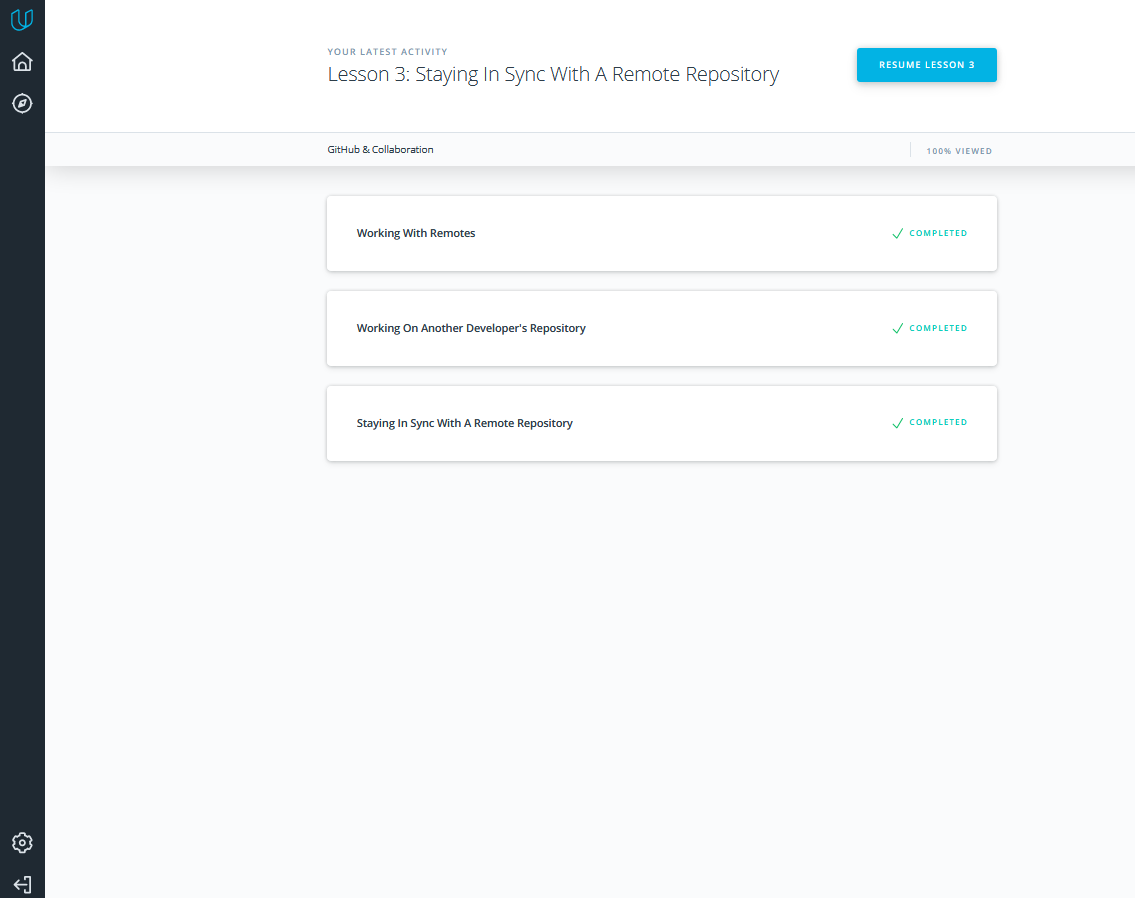 YOUR LATEST ACTIVITY
Lesson 3: Staying In Sync With A Remote Repository
RESUME LESSON 3
GitHub & Collaboration
100% VIEWED
Working With Remotes
COMPLETED
Working On Another Developer's Repository
COMPLETED
Staying In Sync With A Remote Repository
COMPLETED